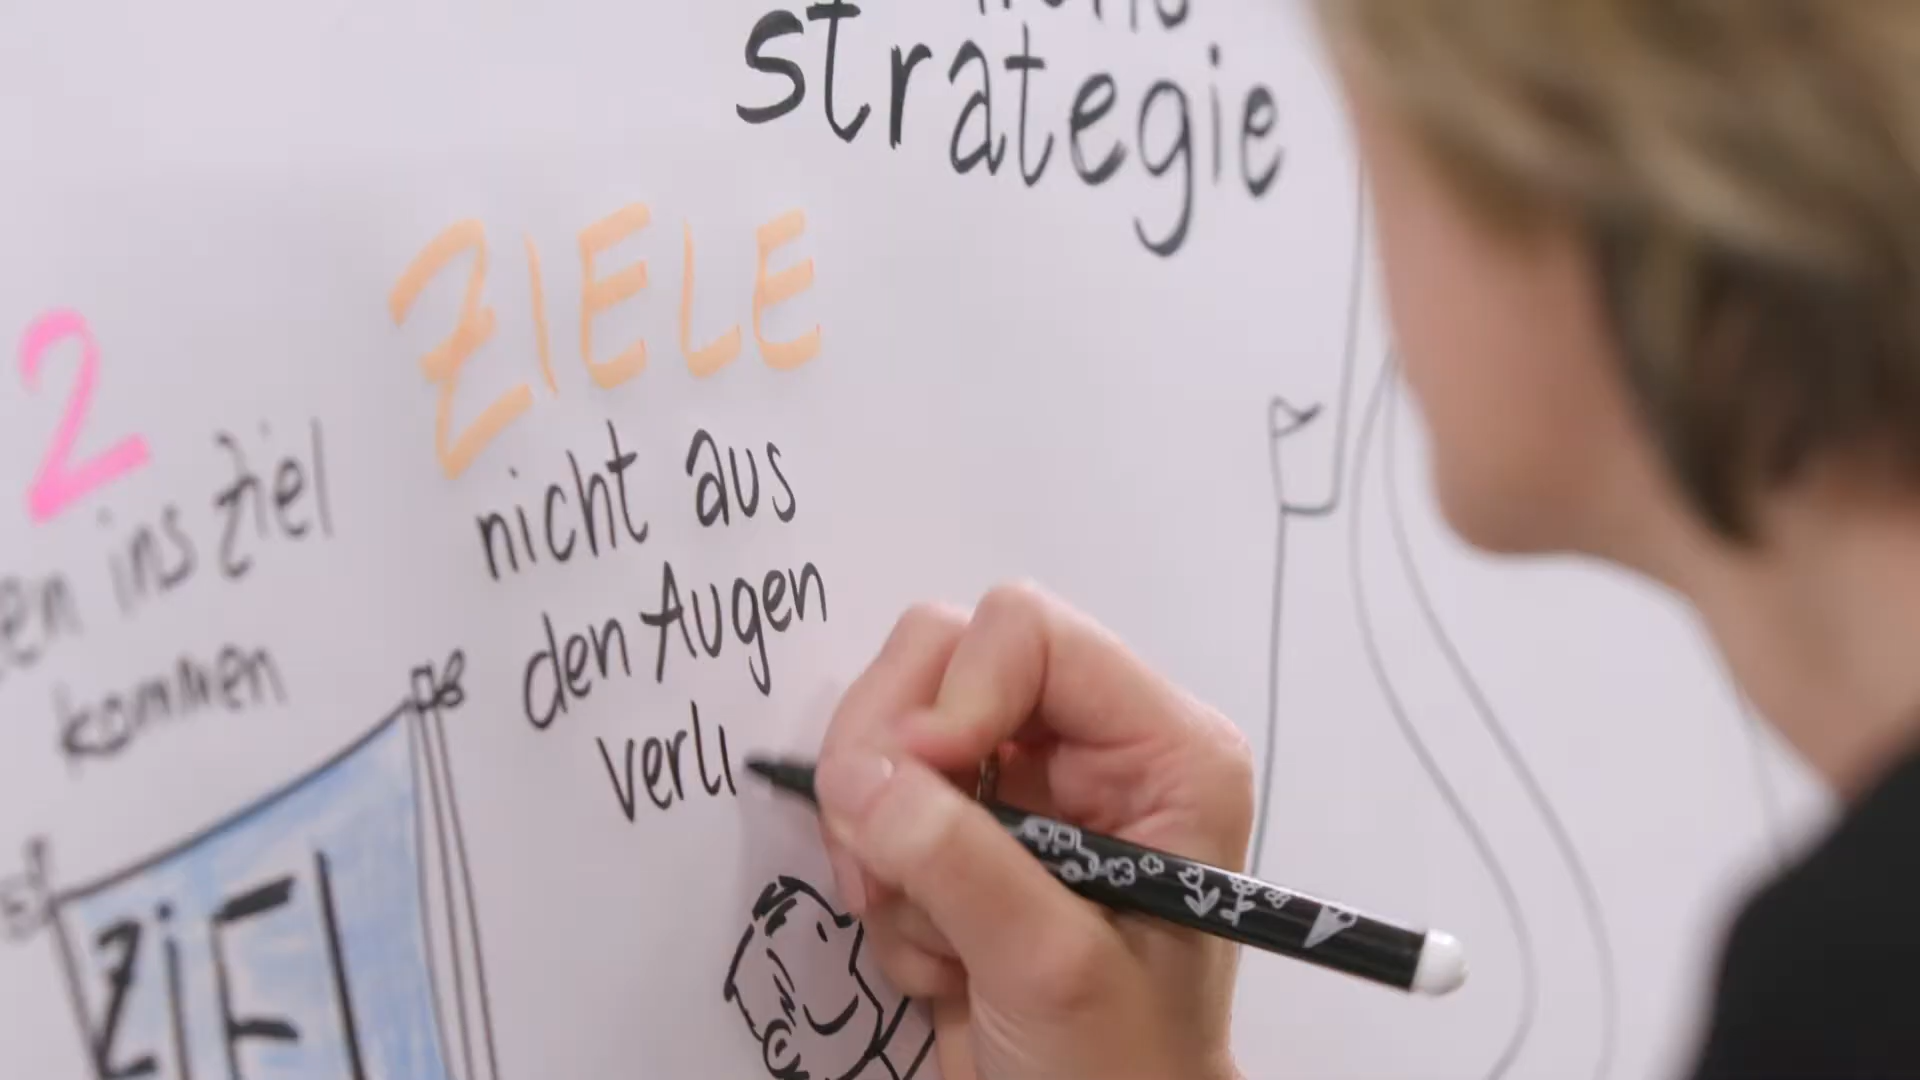 strategie
ZIELE
2
nicht aus
ins Ziel
den Augen
kommen
verli
ZIEL